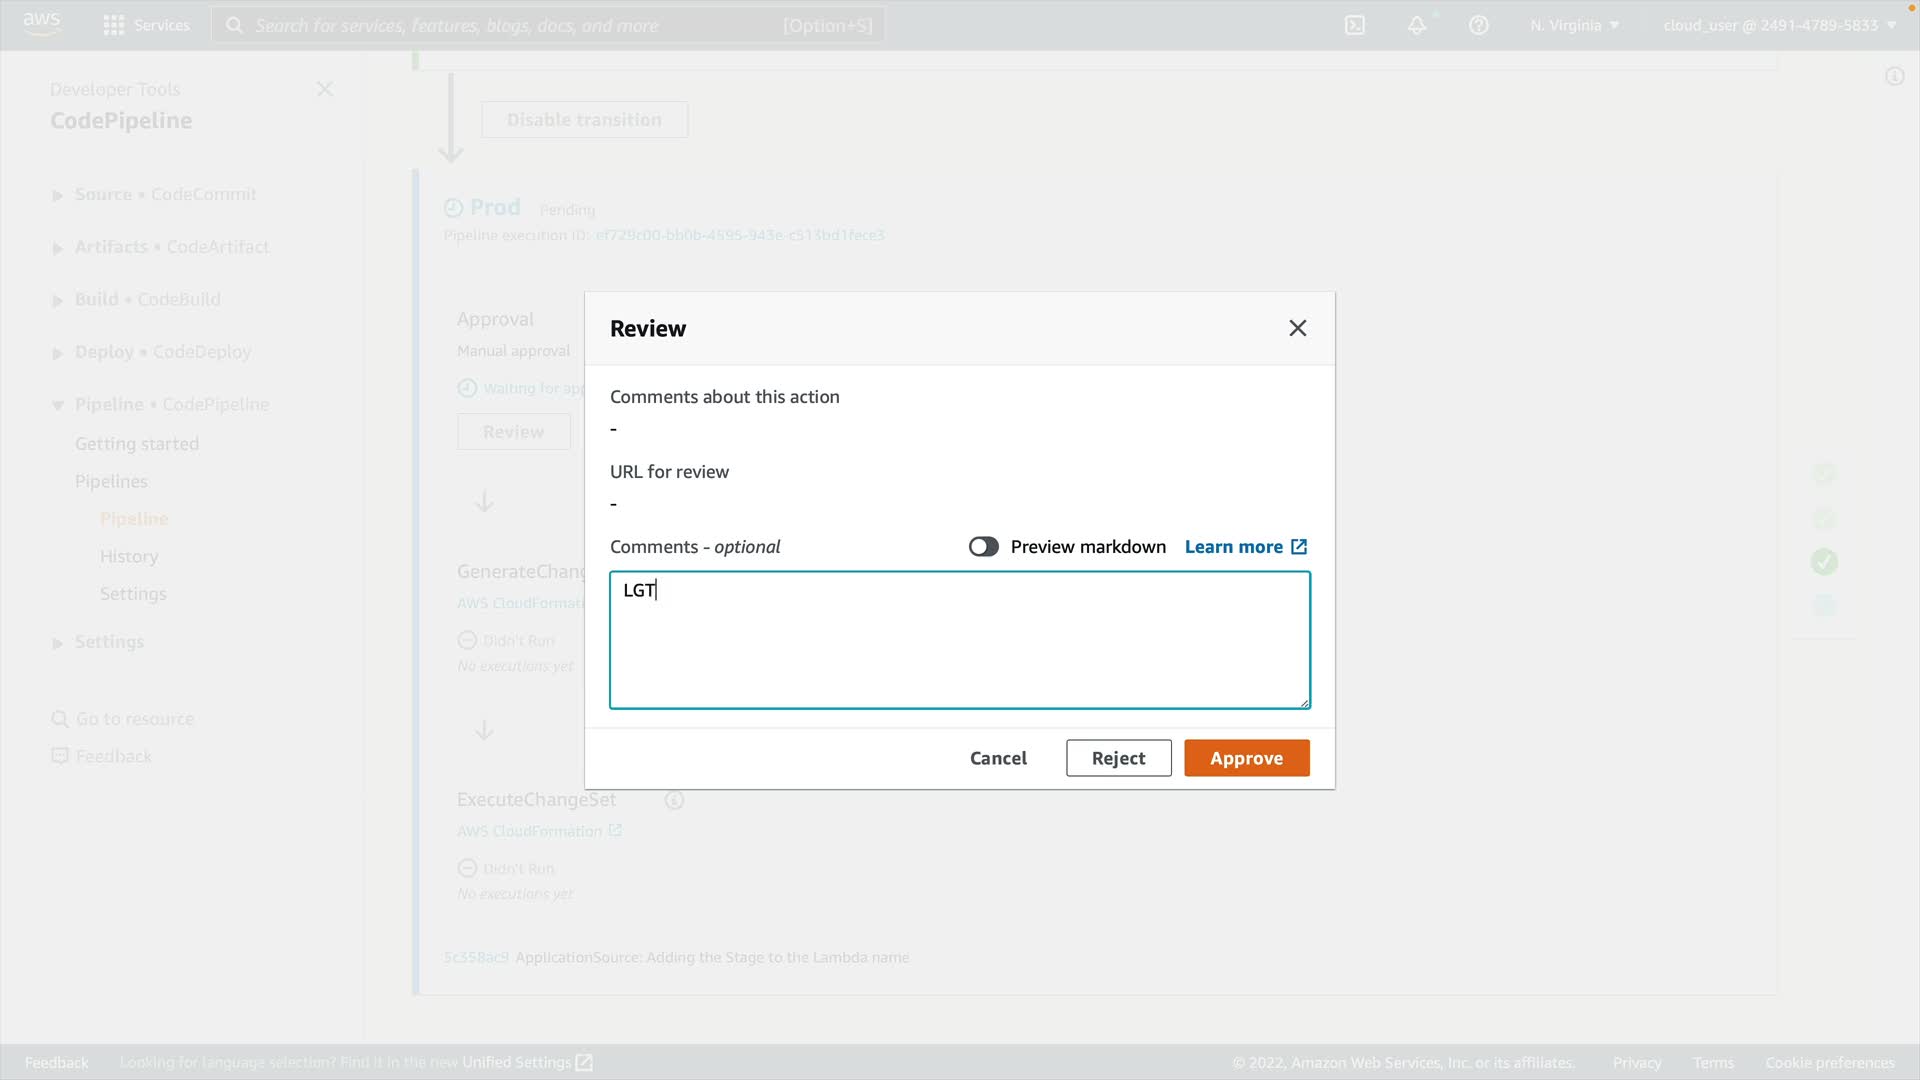 aws
Services
Search for services, features, blogs, docs, and more
[Option+S]
N. Virginia
cloud_user @ 2491-4789-5833
Developer Tools
CodePipeline
Source • CodeCommit
Artifacts • CodeArtifact
Build • CodeBuild
Deploy • CodeDeploy
Pipeline • CodePipeline
Getting started
Pipelines
Pipeline
History
Settings
Settings
Go to resource
Feedback
Disable transition
Prod Pending
Pipeline execution ID: ef729c00-bb0b-4595-943e-c513bd1fece3
Approval
Manual approval
Waiting for app
Review
GenerateChang
AWS CloudFormati
Didn't Run
No executions yet
ExecuteChangeSet
AWS CloudFormation
Didn't Run
No executions yet
5c358ac9 ApplicationSource: Adding the Stage to the Lambda name
Review
Comments about this action
-
URL for review
-
Comments - optional
Preview markdown
Learn more
LGT
Cancel
Reject
Approve
Feedback
Looking for language selection? Find it in the new Unified Settings
© 2022, Amazon Web Services, Inc. or its affiliates.
Privacy
Terms
Cookie preferences